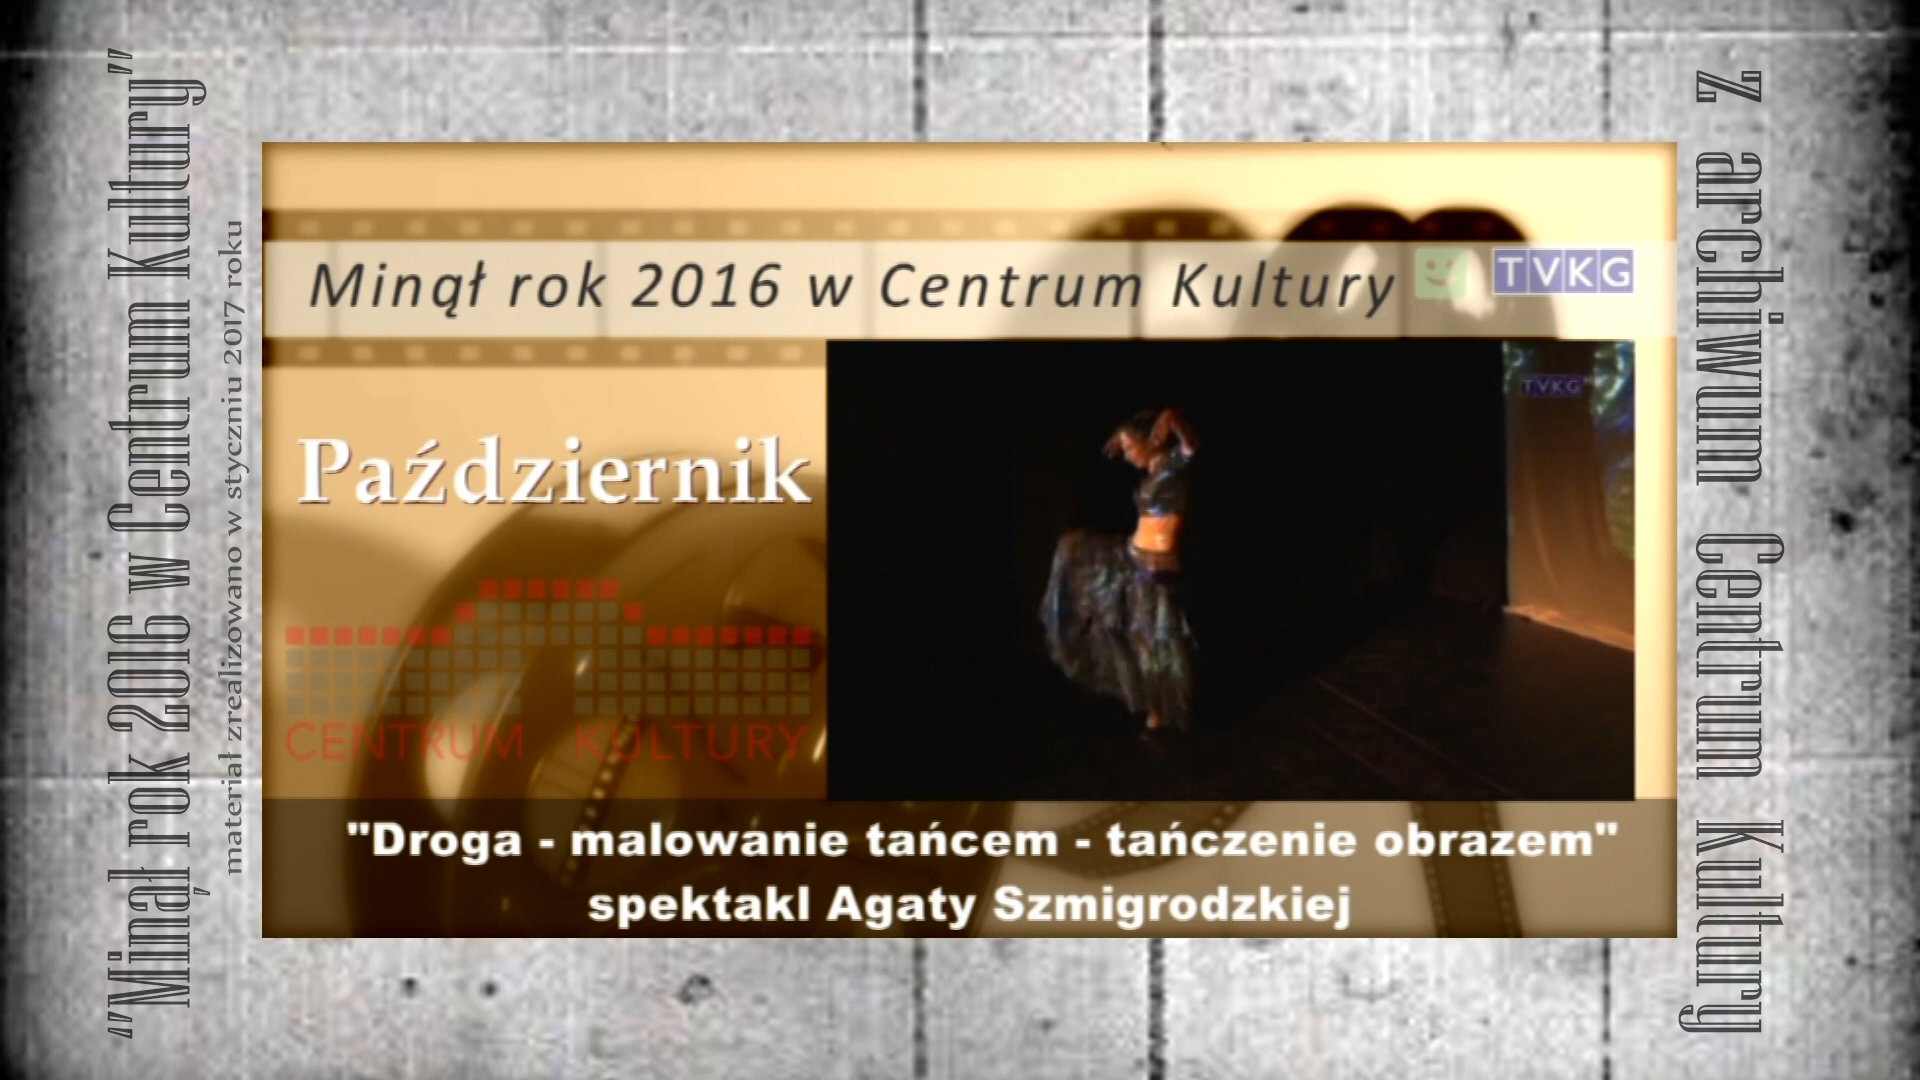 "Minął rok 2016 w Centrum Kultury"
materiał zrealizowano w styczniu 2017 roku
Minął rok 2016 w Centrum Kultury
TVKG
TVKG
Październik
CENTRUM KULTURY
"Droga - malowanie tańcem - tańczenie obrazem"
spektakl Agaty Szmigrodzkiej
Z archiwum Centrum Kultury